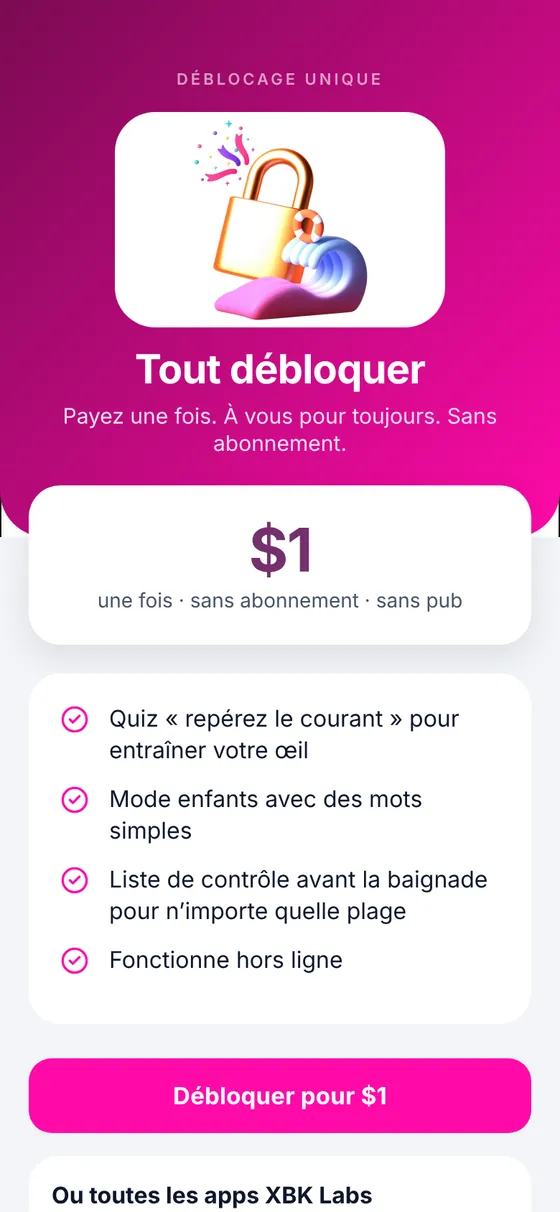 DÉBLOCAGE UNIQUE
Tout débloquer
Payez une fois. À vous pour toujours. Sans
abonnement.
$1
une fois · sans abonnement · sans pub
Quiz « repérez le courant » pour
entraîner votre œil
Mode enfants avec des mots
simples
Liste de contrôle avant la baignade
pour n’importe quelle plage
Fonctionne hors ligne
Débloquer pour $1
Ou toutes les apps XBK Labs